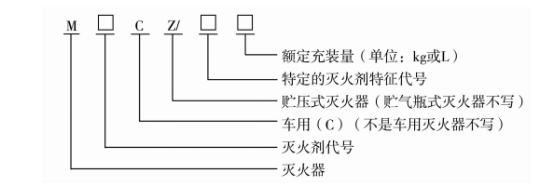 M □ C Z/ □ □
额定充装量（单位：kg或L）
特定的灭火剂特征代号
贮压式灭火器（贮气瓶式灭火器不写）
车用（C）（不是车用灭火器不写）
灭火剂代号
灭火器